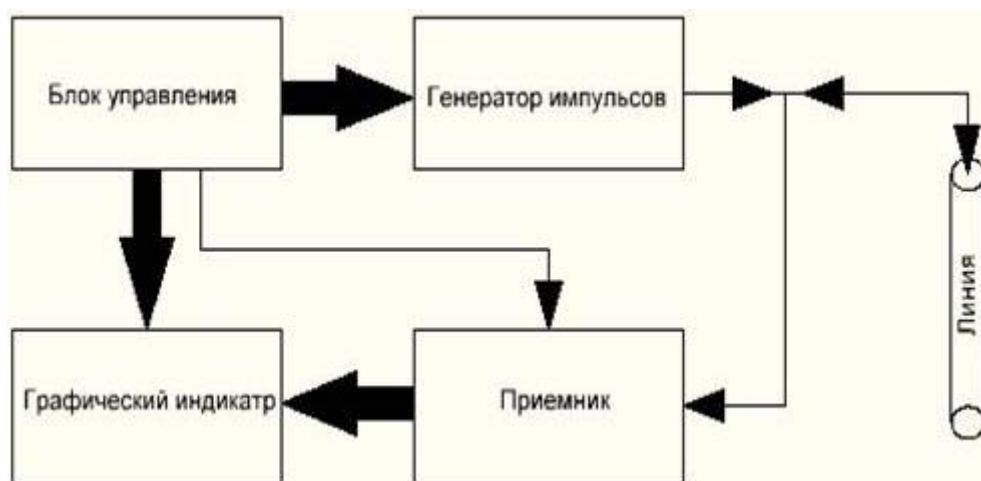 Блок управления
Генератор импульсов
Линия
Графический индикатр
Приемник